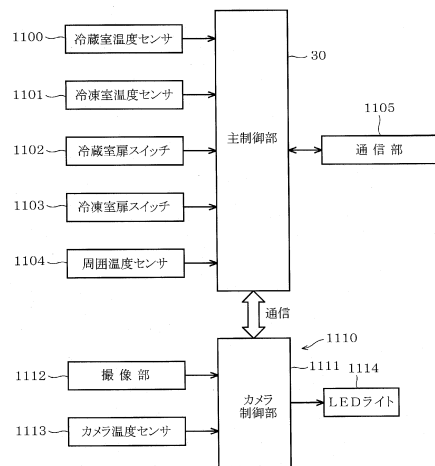 1100
冷蔵室温度センサ
1101
冷凍室温度センサ
1102
冷蔵室扉スイッチ
1103
冷凍室扉スイッチ
1104
周囲温度センサ
30
主制御部
1105
通信部
通信
1110
1112
撮像部
1113
カメラ温度センサ
1111
カメラ
制御部
1114
LEDライト